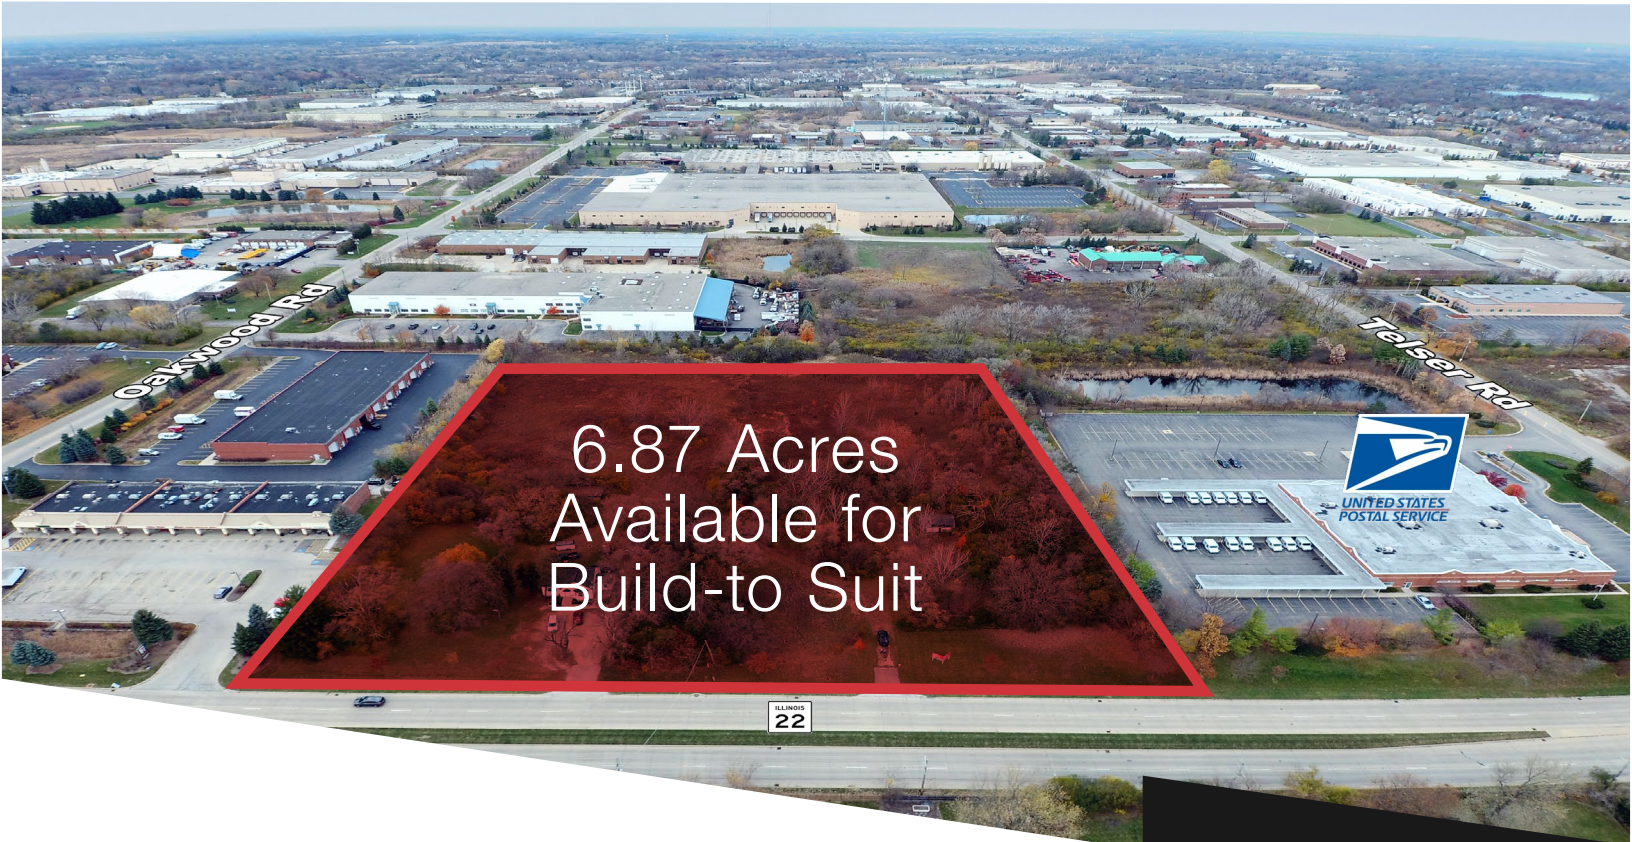 Oakwood Rd
Telser Rd
6.87 Acres
Available for
Build-to Suit
UNITED STATES
POSTAL SERVICE
ILLINOIS
22